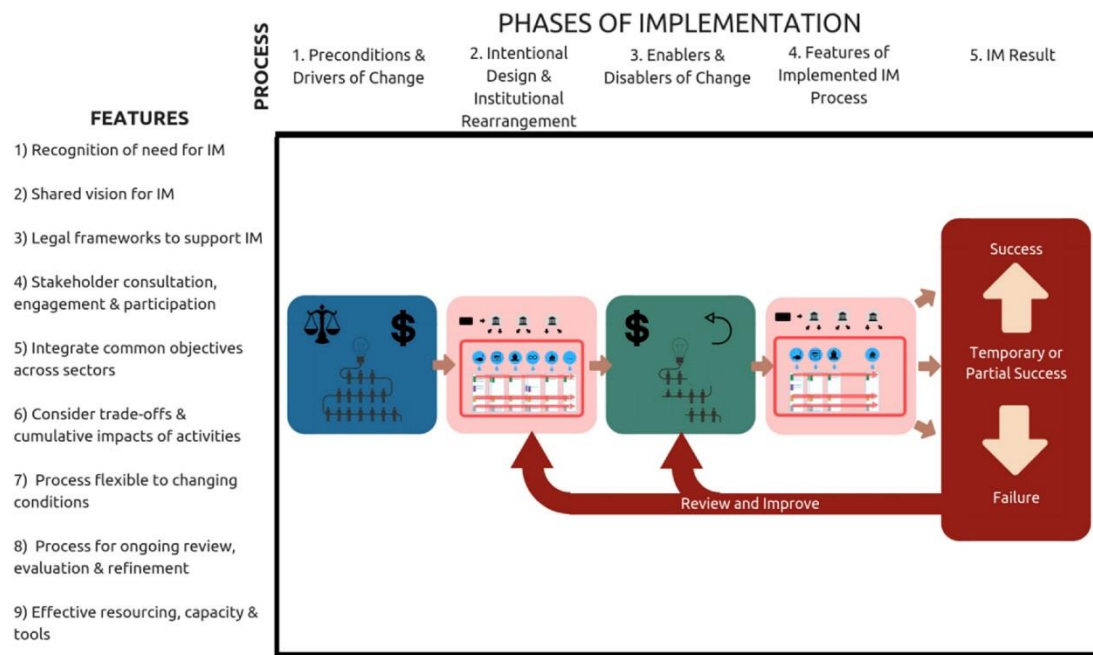 PHASES OF IMPLEMENTATION
PROCESS
1. Preconditions &
Drivers of Change
2. Intentional
Design &
Institutional
Rearrangement
3. Enablers &
Disablers of Change
4. Features of
Implemented IM
Process
5. IM Result
FEATURES
1) Recognition of need for IM
2) Shared vision for IM
3) Legal frameworks to support IM
4) Stakeholder consultation,
engagement & participation
5) Integrate common objectives
across sectors
6) Consider trade-offs &
cumulative impacts of activities
7) Process flexible to changing
conditions
8) Process for ongoing review,
evaluation & refinement
9) Effective resourcing, capacity &
tools
$
$
Success
Temporary or
Partial Success
Failure
Review and Improve